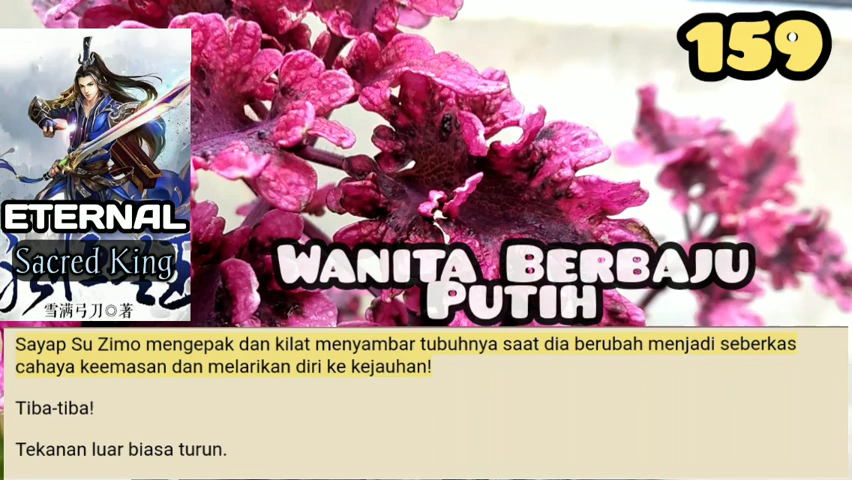 159
ETERNAL
Sacred King
雪满弓刀◎著
WANITA BERBAJU
PUTIH
Sayap Su Zimo mengepak dan kilat menyambar tubuhnya saat dia berubah menjadi seberkas
cahaya keemasan dan melarikan diri ke kejauhan!
Tiba-tiba!
Tekanan luar biasa turun.